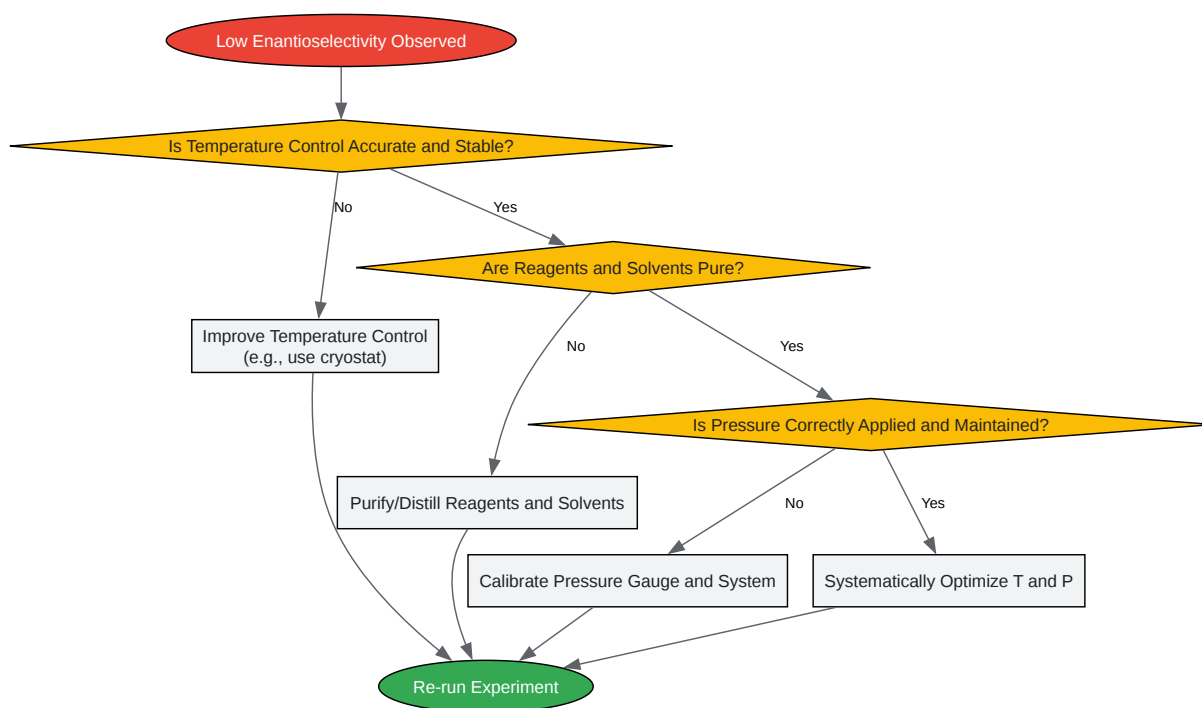 Low Enantioselectivity Observed
Is Temperature Control Accurate and Stable?
No
Yes
Are Reagents and Solvents Pure?
Improve Temperature Control
(e.g., use cryostat)
No
Yes
Is Pressure Correctly Applied and Maintained?
Purify/Distill Reagents and Solvents
No
Yes
Calibrate Pressure Gauge and System
Systematically Optimize T and P
Re-run Experiment